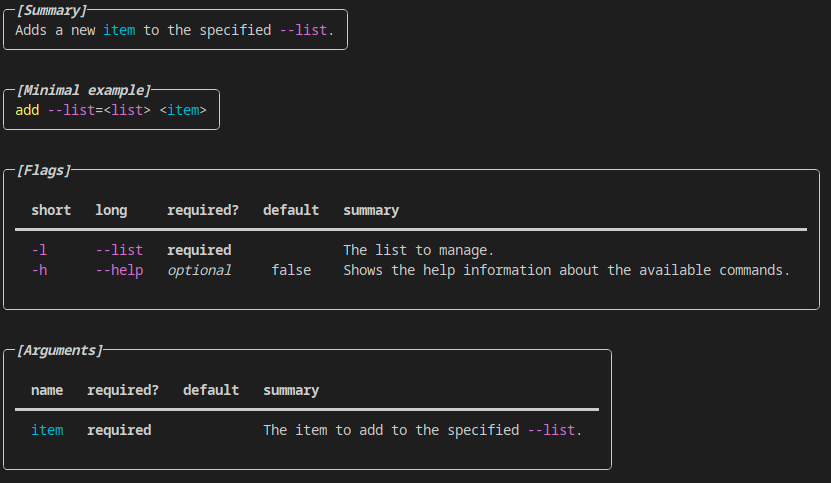 [Summary]
Adds a new item to the specified --list.
[Minimal example]
add --list=<list> <item>
[Flags]
short long required? default summary
-l --list required The list to manage.
-h --help optional false Shows the help information about the available commands.
[Arguments]
name required? default summary
item required The item to add to the specified --list.